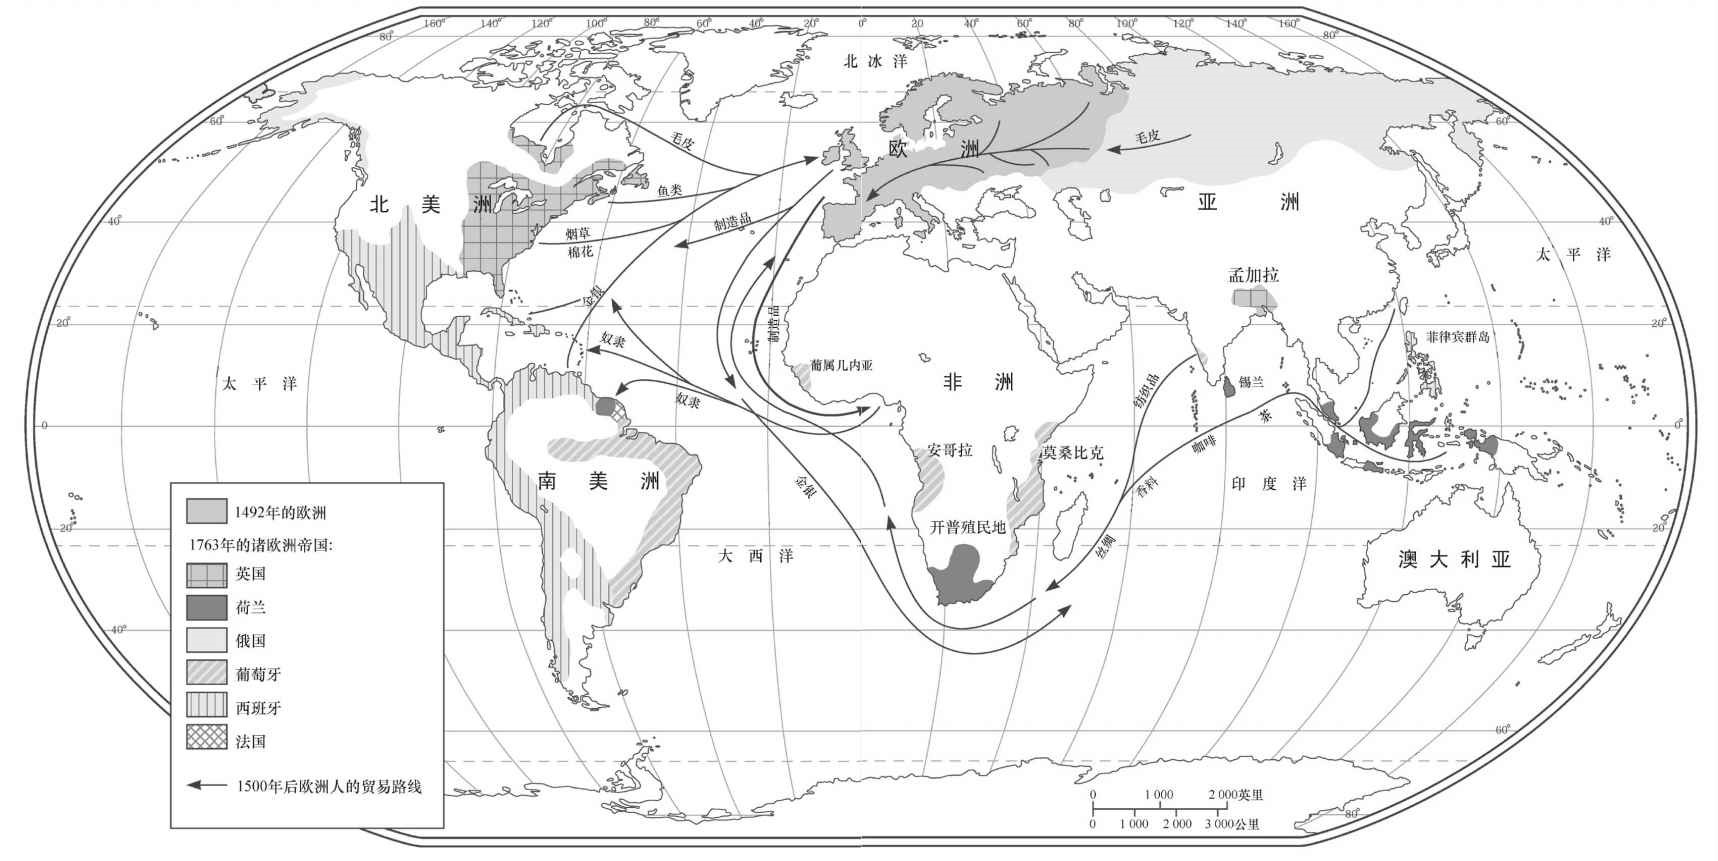 160° 140° 120° 100° 80° 60° 40° 20° 0° 20° 40° 60° 80° 100° 120° 140° 160°
80° 80°
北冰洋
60° 60°
毛皮
欧洲
毛皮
鱼类
北美洲
亚洲
40° 40°
制造品
烟草
棉花
太平洋
孟加拉
金银
20° 20°
制造品
菲律宾群岛
奴隶
葡属几内亚
太平洋
非洲
锡兰
纺织品
奴隶
茶
0° 0°
咖啡
安哥拉
莫桑比克
南美洲
金银
香料
印度洋
20° 20°
开普殖民地
丝绸
大西洋
澳大利亚
40°
60°
80°
1492年的欧洲
1763年的诸欧洲帝国:
英国
荷兰
俄国
葡萄牙
西班牙
法国
1500年后欧洲人的贸易路线
0 1 000 2 000英里
0 1 000 2 000 3 000公里